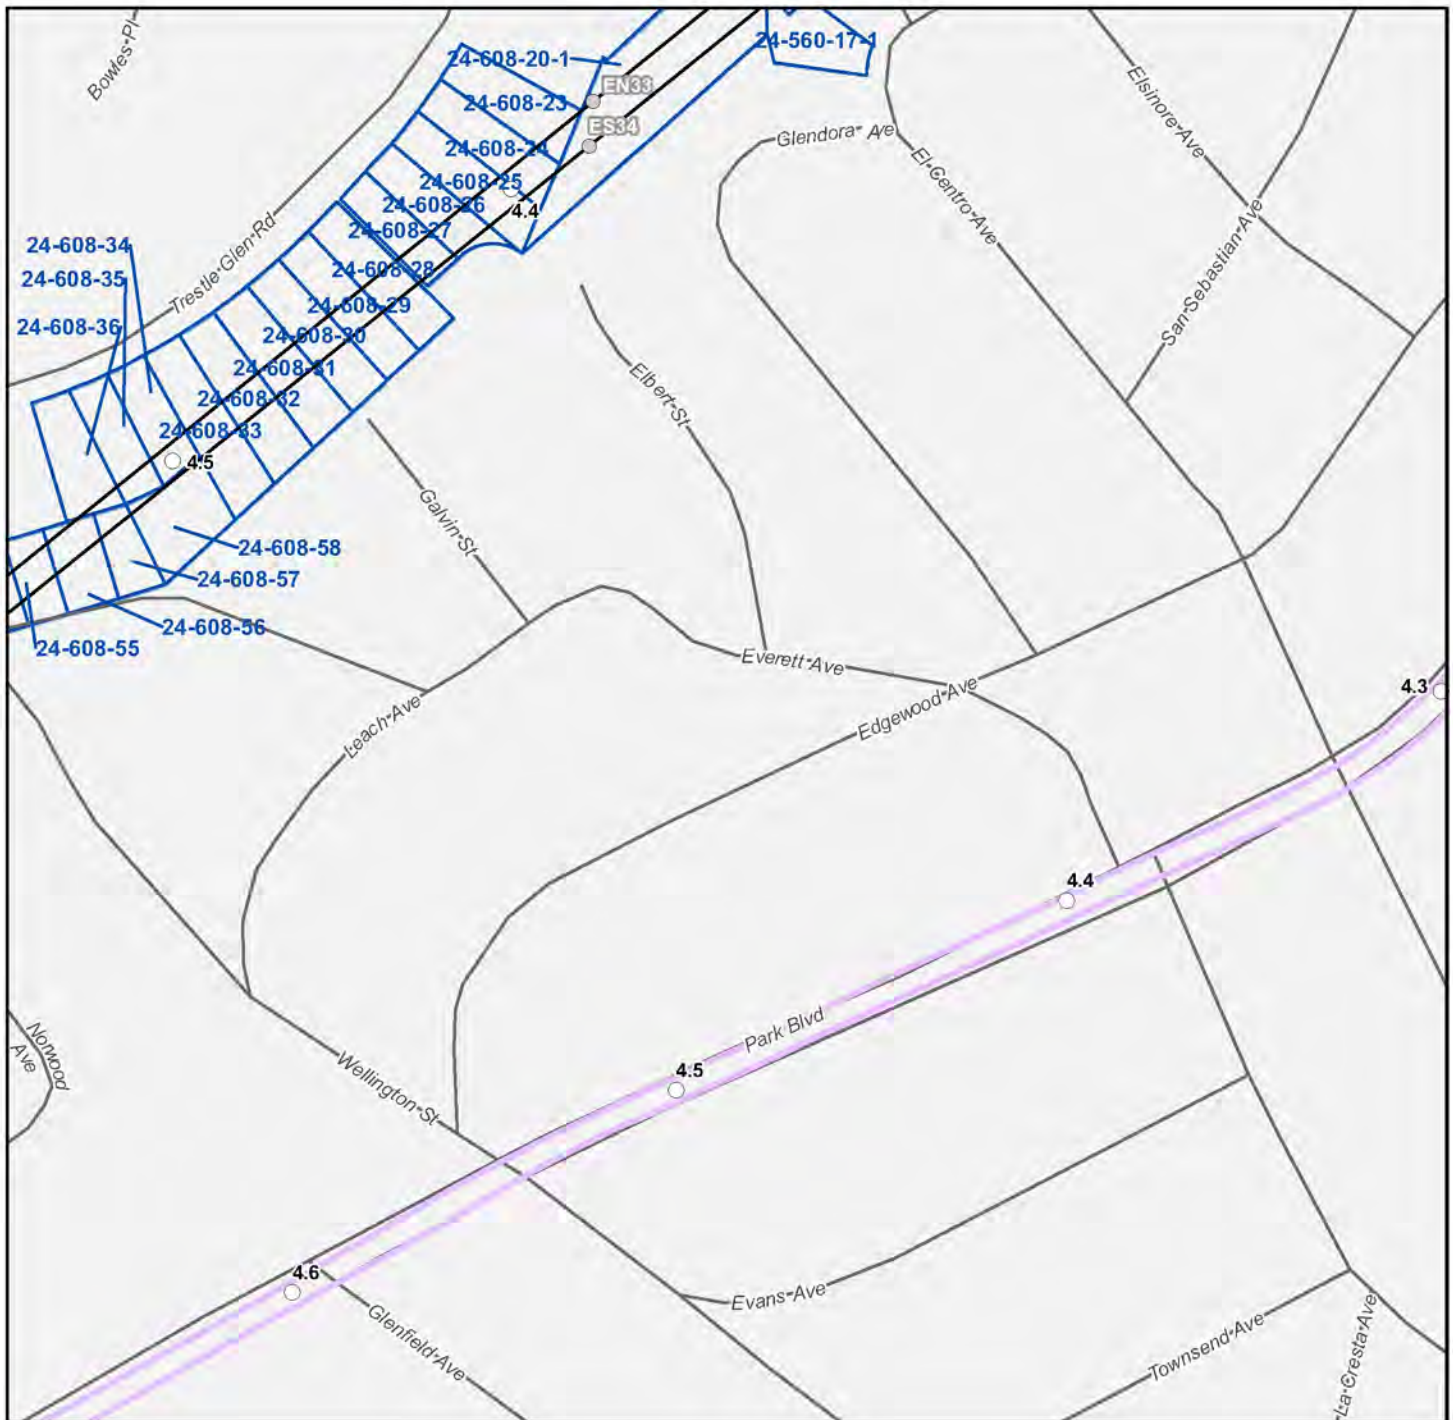 Bowles Pl
24-608-20-1
24-560-17-1
EN33
24-608-23
ES34
24-608-24
24-608-25
4.4
24-608-26
24-608-27
24-608-28
24-608-29
24-608-30
24-608-31
24-608-32
24-608-33
4.5
24-608-34
24-608-35
24-608-36
Trestle Glen Rd
Glendora Ave
El Centro Ave
Elsinore Ave
San Sebastian Ave
Elbert St
Galvin St
24-608-58
24-608-57
24-608-56
24-608-55
Everett Ave
Edgewood Ave
Leach Ave
4.3
4.4
Park Blvd
4.5
Norwood
Ave
Wellington St
4.6
Glenfield Ave
Evans Ave
Townsend Ave
La Cresta Ave